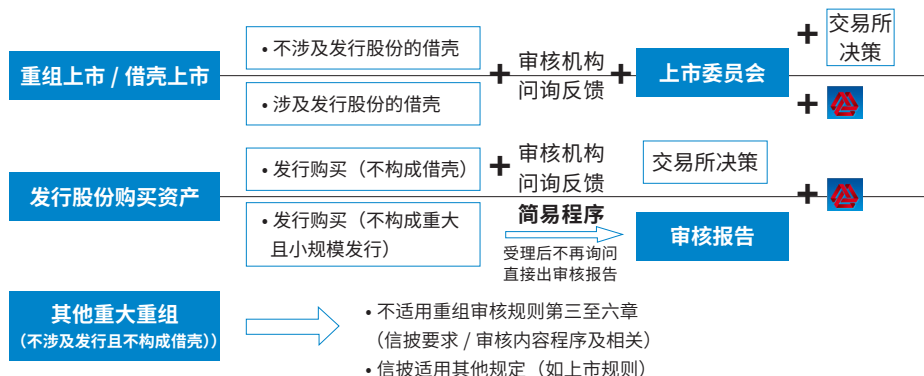 重组上市 / 借壳上市
• 不涉及发行股份的借壳
• 涉及发行股份的借壳
+
审核机构
问询反馈
+
上市委员会
+
交易所
决策
+
发行股份购买资产
• 发行购买（不构成借壳）
+
审核机构
问询反馈
交易所决策
+
• 发行购买（不构成重大
且小规模发行）
简易程序
受理后不再询问
直接出审核报告
审核报告
其他重大重组
（不涉及发行且不构成借壳））
• 不适用重组审核规则第三至六章
（信披要求 / 审核内容程序及相关）
• 信披适用其他规定（如上市规则）